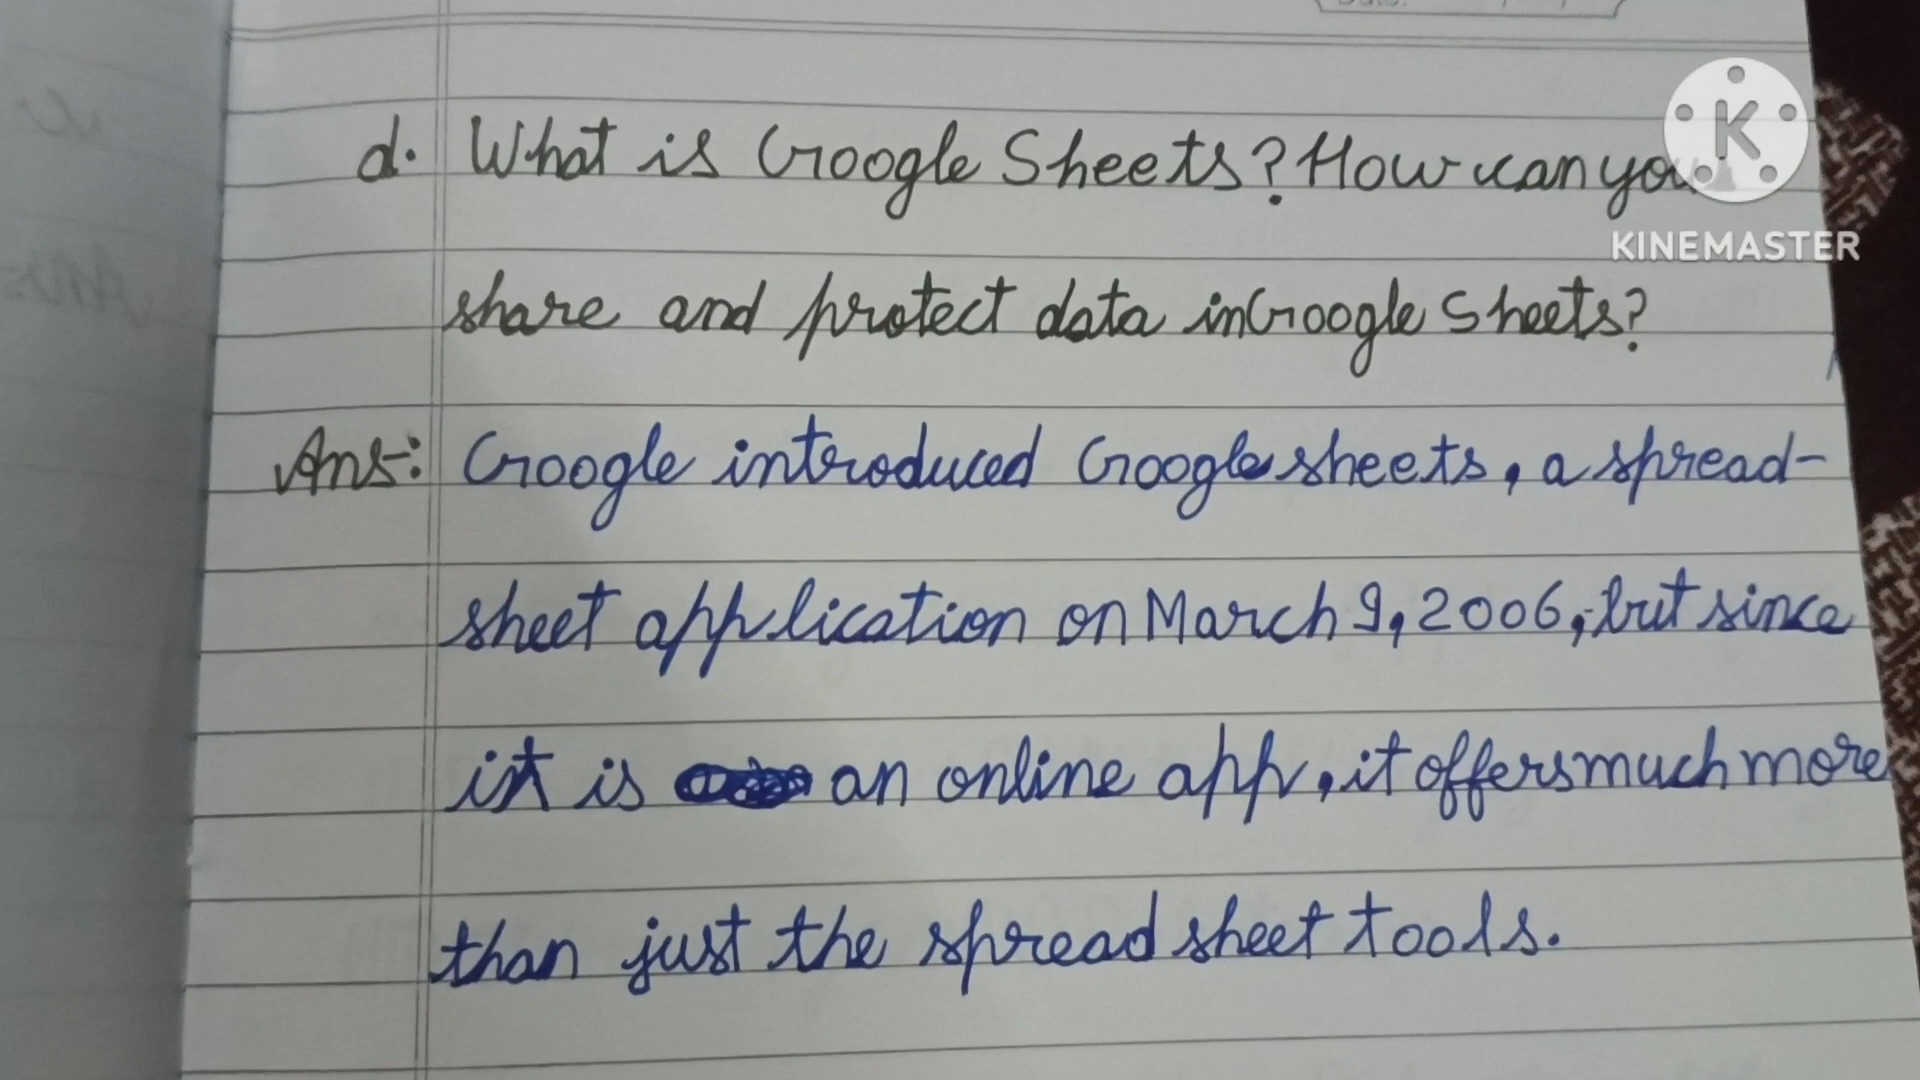 d. What is Google Sheets? How can you
KINEMASTER
share and protect data in Google Sheets?
Ans: Google introduced Google sheets, a spread-
sheet application on March 9, 2006, but since
it is an online app, it offers much more
than just the spread sheet tools.